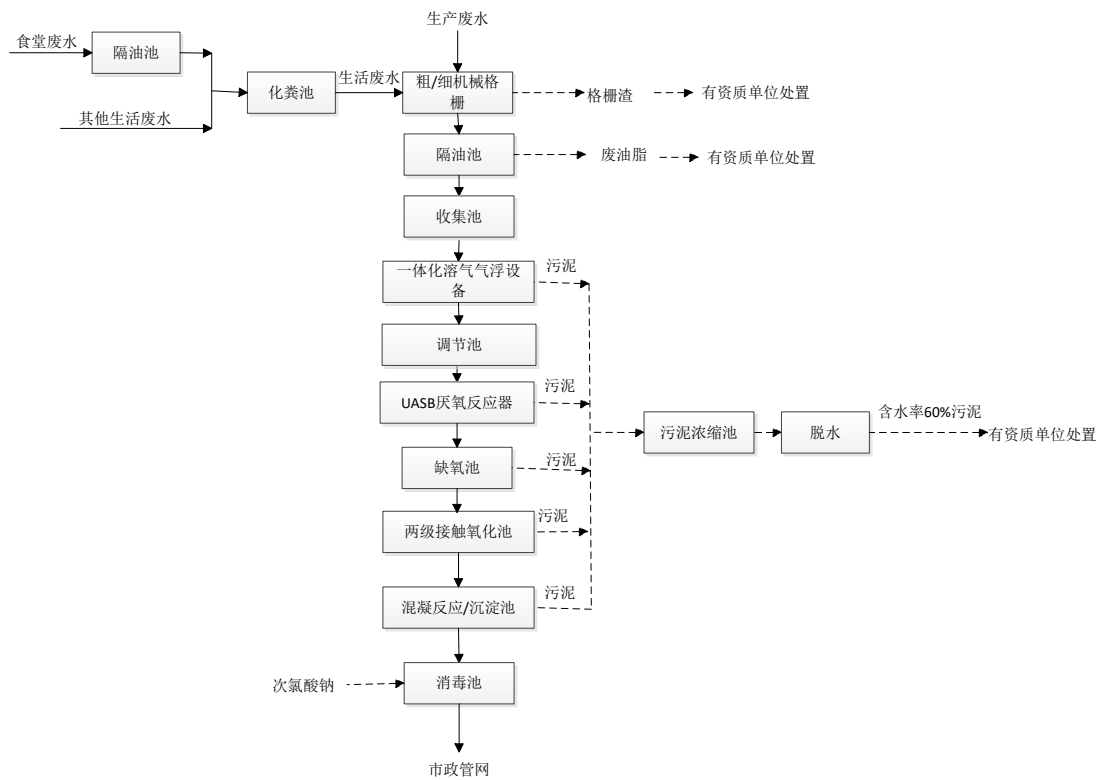 生产废水
食堂废水
隔油池
生活废水
粗/细机械格
栅
化粪池
格栅渣
有资质单位处置
其他生活废水
隔油池
废油脂
有资质单位处置
收集池
一体化溶气气浮设
备
污泥
调节池
UASB厌氧反应器
污泥
污泥浓缩池
脱水
含水率60%污泥
有资质单位处置
缺氧池
污泥
两级接触氧化池
污泥
混凝反应/沉淀池
污泥
次氯酸钠
消毒池
市政管网